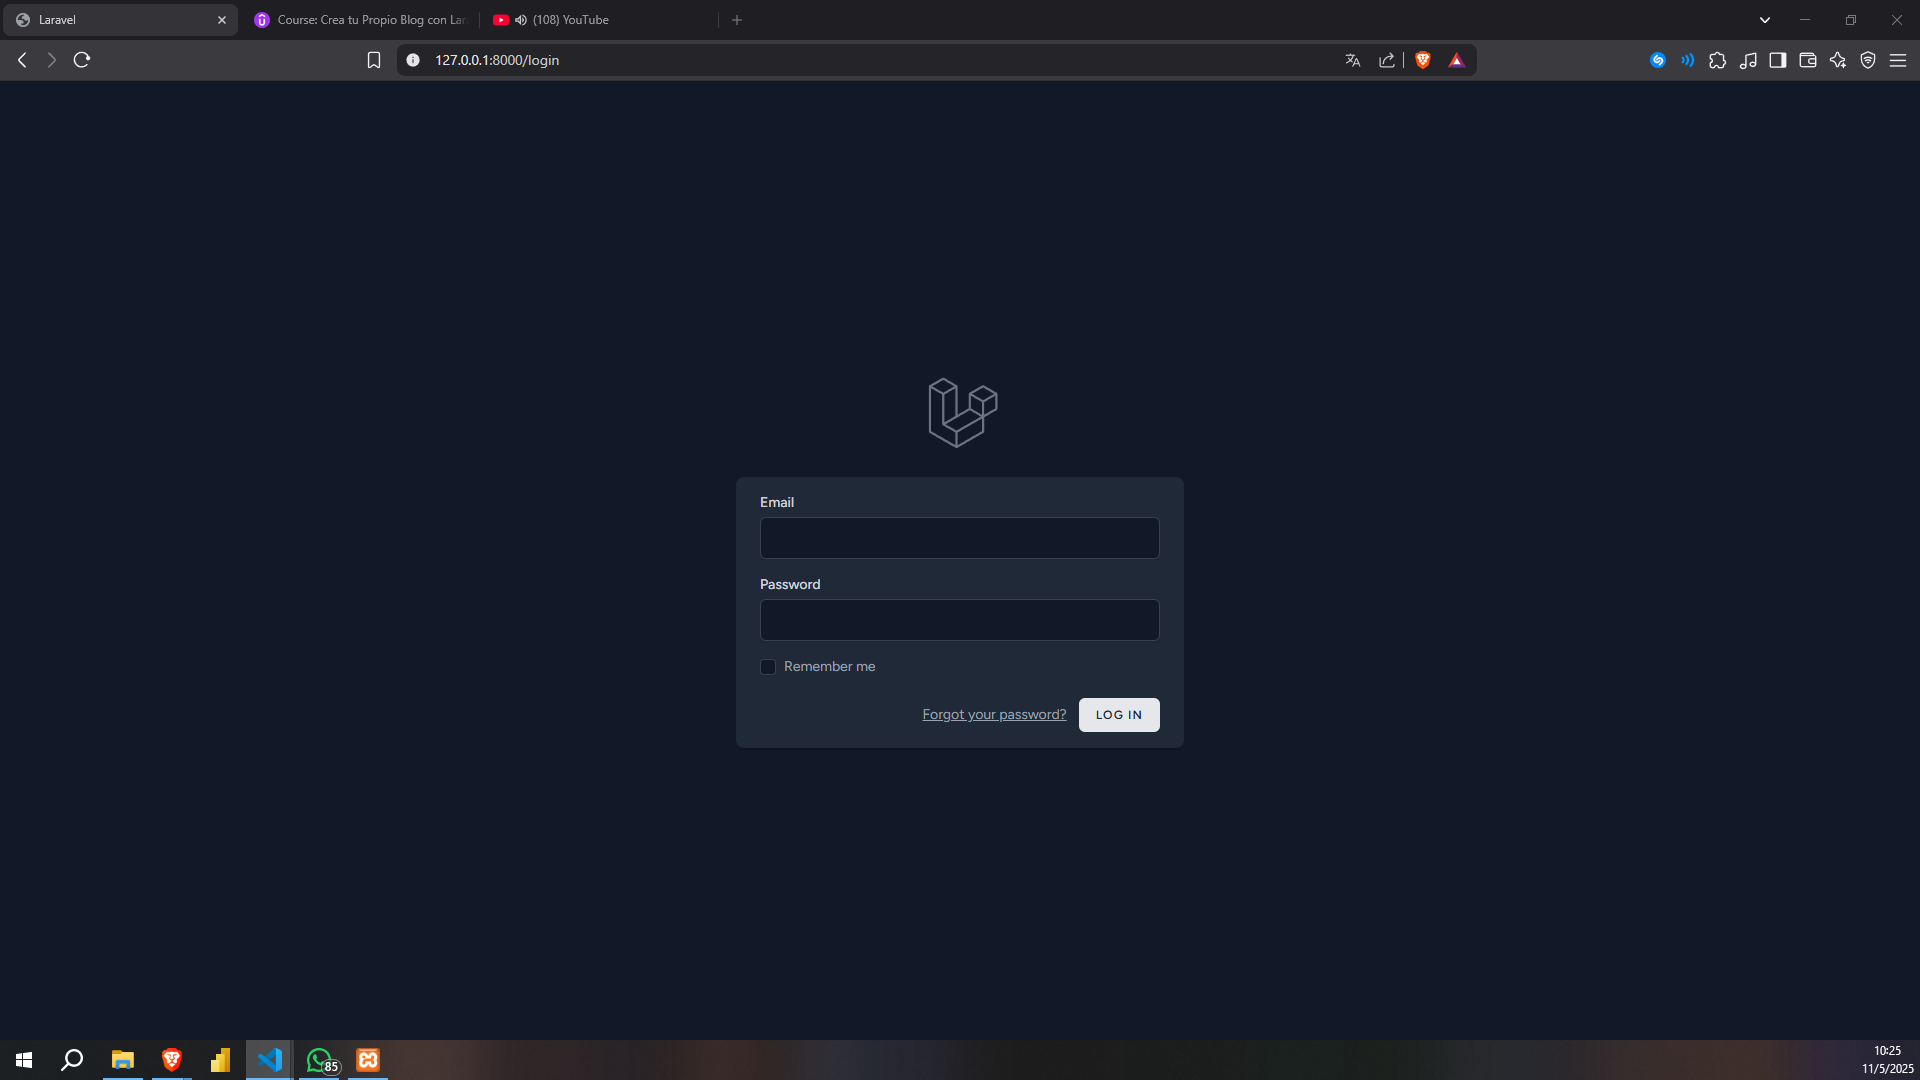 Laravel
Course: Crea tu Propio Blog con Lar
(108) YouTube
127.0.0.1:8000/login
Email
Password
Remember me
Forgot your password?
LOG IN
85
10:25
11/5/2025